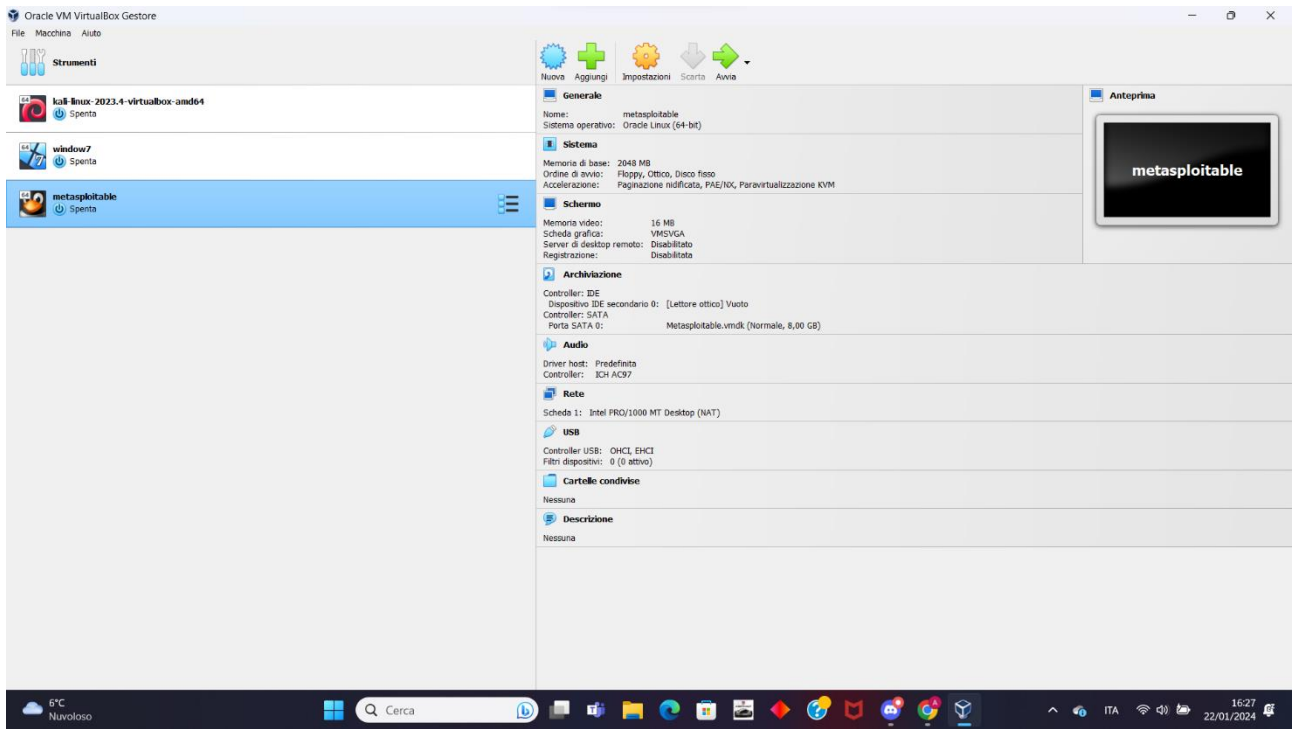 Oracle VM VirtualBox Gestore
File Macchina Aiuto
Strumenti
kali-linux-2023.4-virtualbox-amd64
Spenta
window7
Spenta
metasploitable
Spenta
Nuova Aggiungi Impostazioni Scarta Avvia
Generale
Nome: metasploitable
Sistema operativo: Oracle Linux (64-bit)
Sistema
Memoria di base: 2048 MB
Ordine di avvio: Floppy, Ottico, Disco fisso
Accelerazione: Paginazione nidificata, PAE/NX, Paravirtualizzazione KVM
Schermo
Memoria video: 16 MB
Scheda grafica: VMSVGA
Server di desktop remoto: Disabilitato
Registrazione: Disabilitata
Archiviazione
Controller: IDE
Dispositivo IDE secondario 0: [Lettore ottico] Vuoto
Controller: SATA
Porta SATA 0: Metasploitable.vmdk (Normale, 8,00 GB)
Audio
Driver host: Predefinita
Controller: ICH AC97
Rete
Scheda 1: Intel PRO/1000 MT Desktop (NAT)
USB
Controller USB: OHCI, EHCI
Filtri dispositivi: 0 (0 attivo)
Cartelle condivise
Nessuna
Descrizione
Nessuna
Anteprima
metasploitable
6°C
Nuvoloso
Cerca
ITA
16:27
22/01/2024